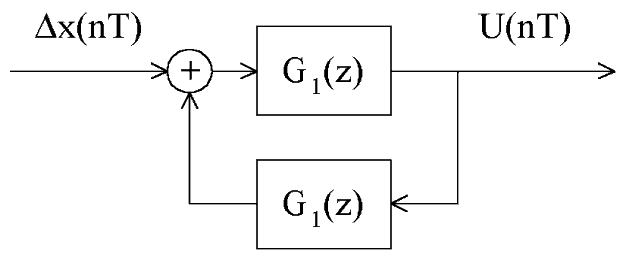 Δx(nT)
U(nT)
+
G₁(z)
G₁(z)